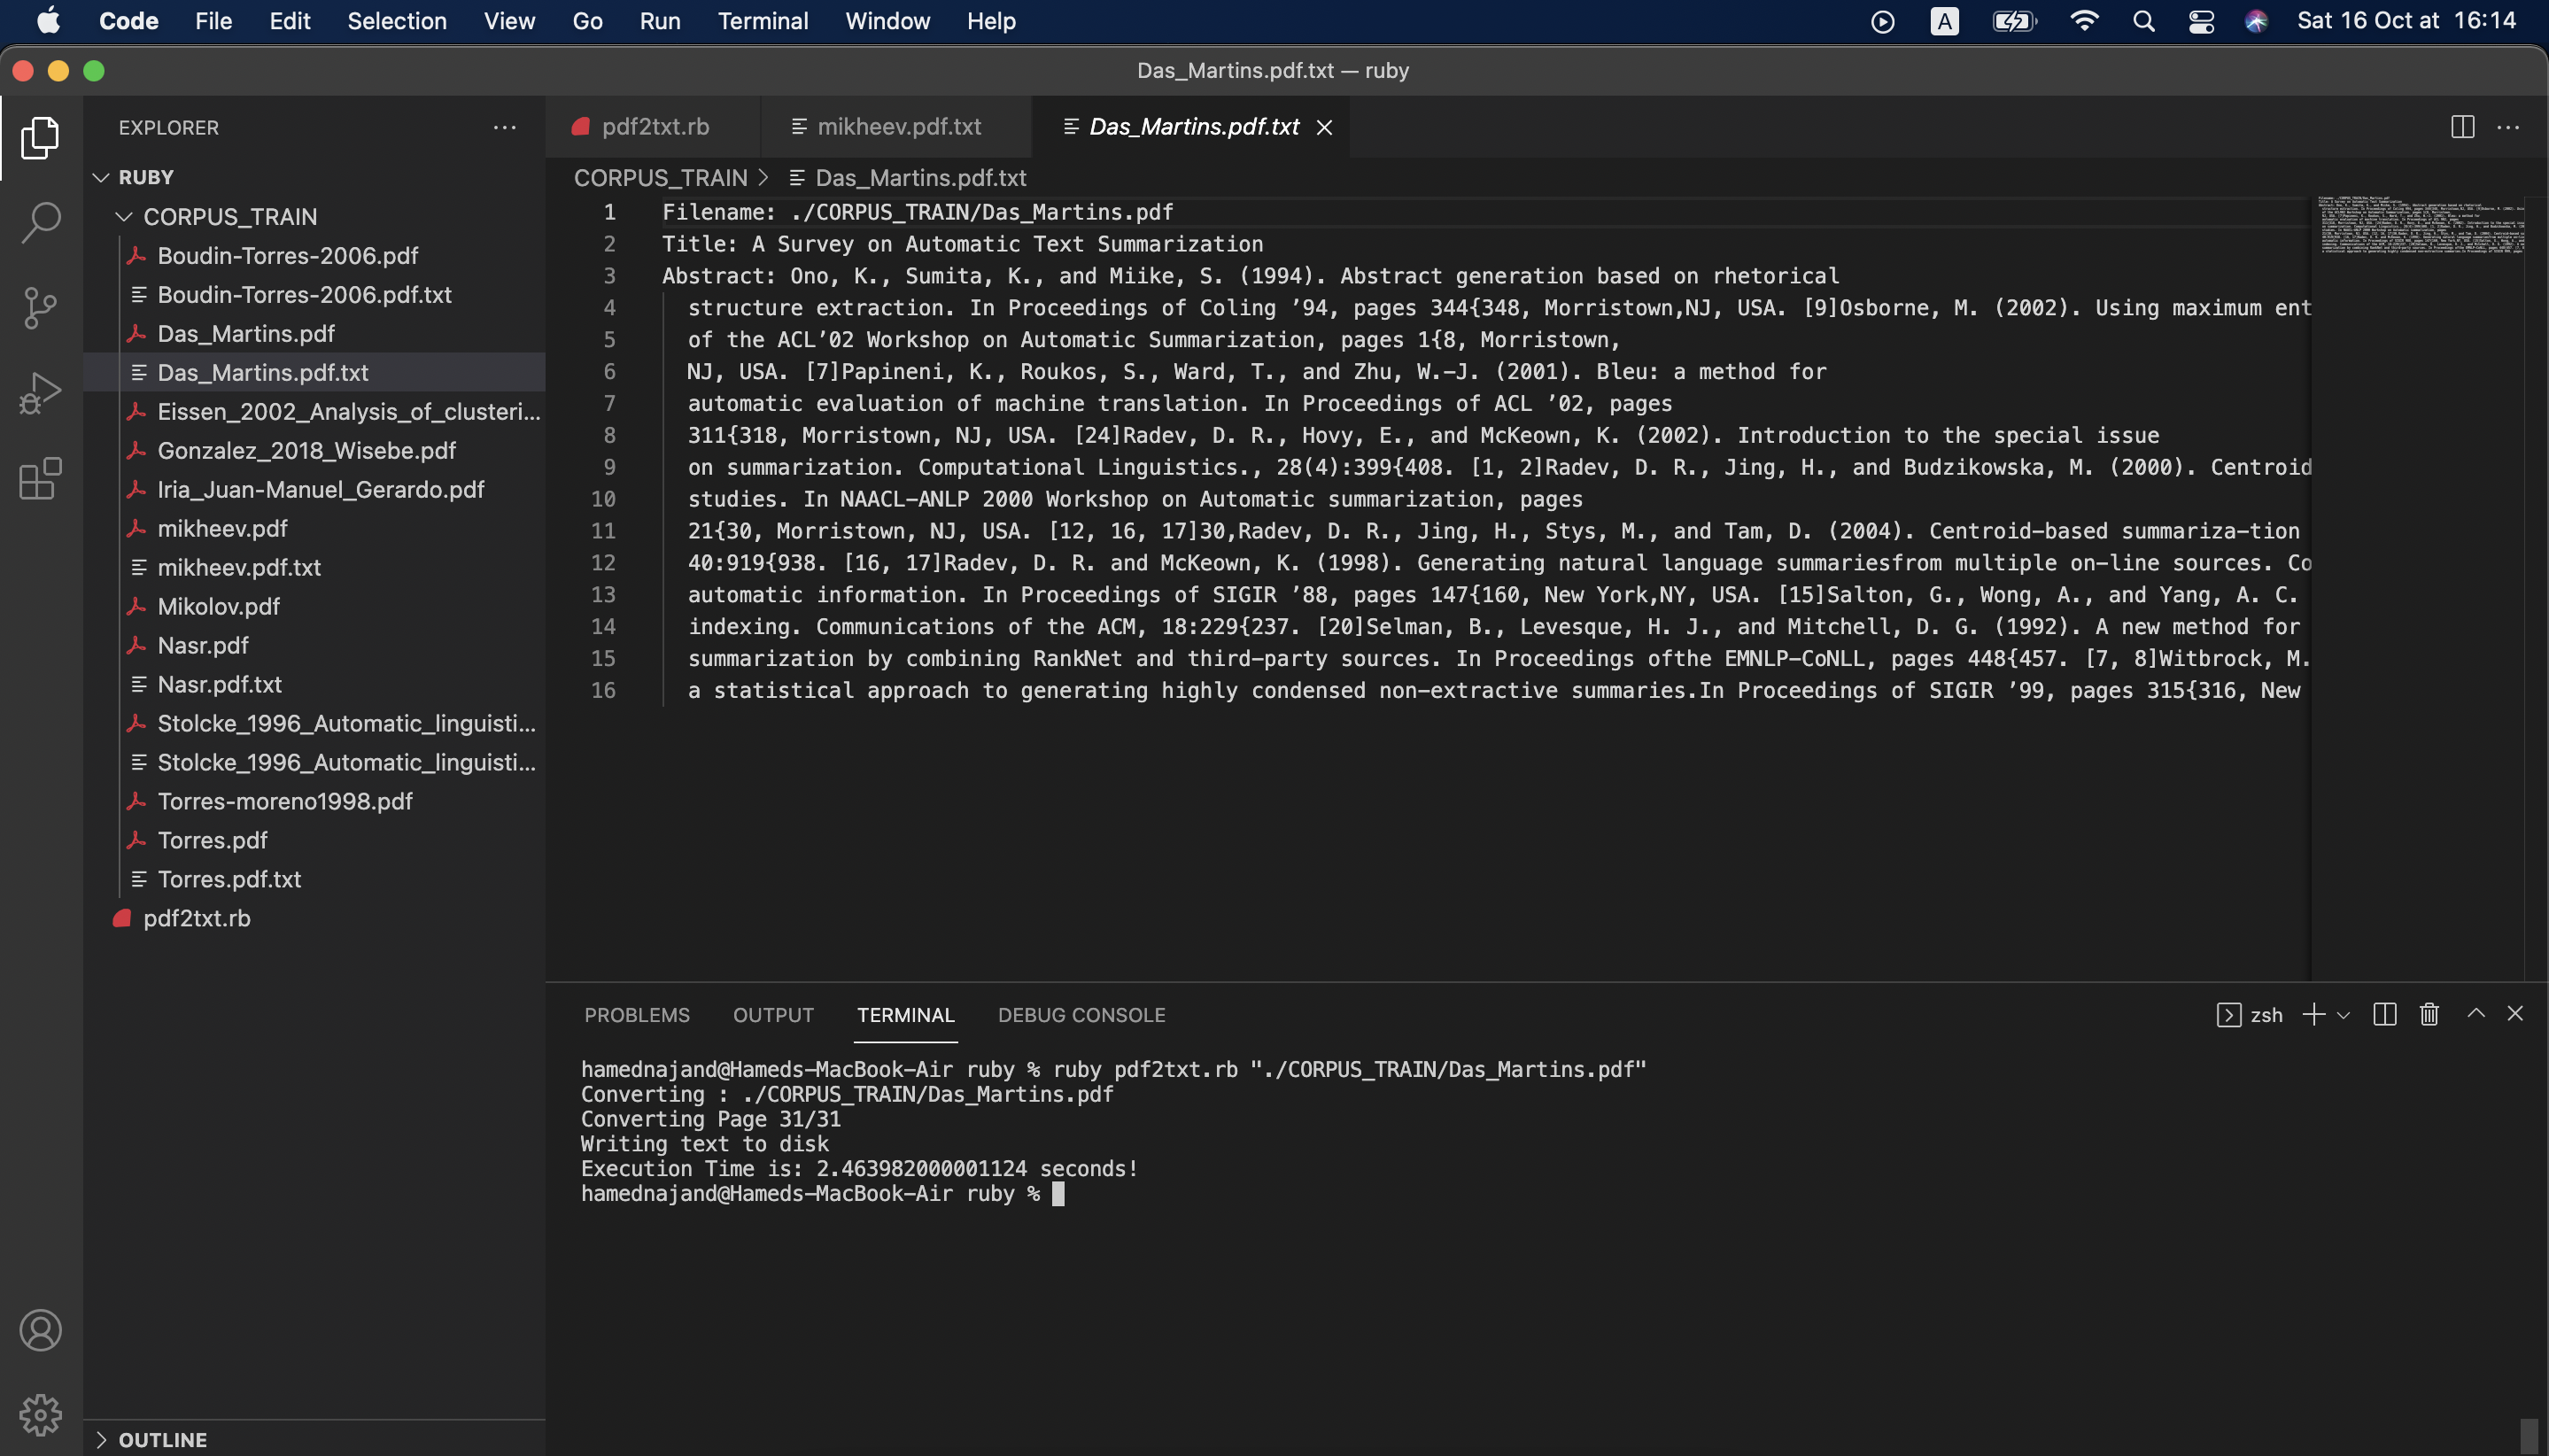 Code File Edit Selection View Go Run Terminal Window Help A Sat 16 Oct at 16:14
Das_Martins.pdf.txt — ruby
EXPLORER
RUBY
CORPUS_TRAIN
Boudin-Torres-2006.pdf
Boudin-Torres-2006.pdf.txt
Das_Martins.pdf
Das_Martins.pdf.txt
Eissen_2002_Analysis_of_clusteri...
Gonzalez_2018_Wisebe.pdf
Iria_Juan-Manuel_Gerardo.pdf
mikheev.pdf
mikheev.pdf.txt
Mikolov.pdf
Nasr.pdf
Nasr.pdf.txt
Stolcke_1996_Automatic_linguisti...
Stolcke_1996_Automatic_linguisti...
Torres-moreno1998.pdf
Torres.pdf
Torres.pdf.txt
pdf2txt.rb
OUTLINE
pdf2txt.rb mikheev.pdf.txt Das_Martins.pdf.txt
CORPUS_TRAIN > Das_Martins.pdf.txt
1 Filename: ./CORPUS_TRAIN/Das_Martins.pdf
2 Title: A Survey on Automatic Text Summarization
3 Abstract: Ono, K., Sumita, K., and Miike, S. (1994). Abstract generation based on rhetorical
4 structure extraction. In Proceedings of Coling ’94, pages 344{348, Morristown,NJ, USA. [9]Osborne, M. (2002). Using maximum ent
5 of the ACL’02 Workshop on Automatic Summarization, pages 1{8, Morristown,
6 NJ, USA. [7]Papineni, K., Roukos, S., Ward, T., and Zhu, W.-J. (2001). Bleu: a method for
7 automatic evaluation of machine translation. In Proceedings of ACL ’02, pages
8 311{318, Morristown, NJ, USA. [24]Radev, D. R., Hovy, E., and McKeown, K. (2002). Introduction to the special issue
9 on summarization. Computational Linguistics., 28(4):399{408. [1, 2]Radev, D. R., Jing, H., and Budzikowska, M. (2000). Centroid
10 studies. In NAACL-ANLP 2000 Workshop on Automatic summarization, pages
11 21{30, Morristown, NJ, USA. [12, 16, 17]30,Radev, D. R., Jing, H., Stys, M., and Tam, D. (2004). Centroid-based summariza-tion
12 40:919{938. [16, 17]Radev, D. R. and McKeown, K. (1998). Generating natural language summariesfrom multiple on-line sources. Co
13 automatic information. In Proceedings of SIGIR ’88, pages 147{160, New York,NY, USA. [15]Salton, G., Wong, A., and Yang, A. C.
14 indexing. Communications of the ACM, 18:229{237. [20]Selman, B., Levesque, H. J., and Mitchell, D. G. (1992). A new method for
15 summarization by combining RankNet and third-party sources. In Proceedings ofthe EMNLP-CoNLL, pages 448{457. [7, 8]Witbrock, M.
16 a statistical approach to generating highly condensed non-extractive summaries.In Proceedings of SIGIR ’99, pages 315{316, New
PROBLEMS OUTPUT TERMINAL DEBUG CONSOLE zsh
hamednajand@Hameds-MacBook-Air ruby % ruby pdf2txt.rb "./CORPUS_TRAIN/Das_Martins.pdf"
Converting : ./CORPUS_TRAIN/Das_Martins.pdf
Converting Page 31/31
Writing text to disk
Execution Time is: 2.463982000001124 seconds!
hamednajand@Hameds-MacBook-Air ruby %